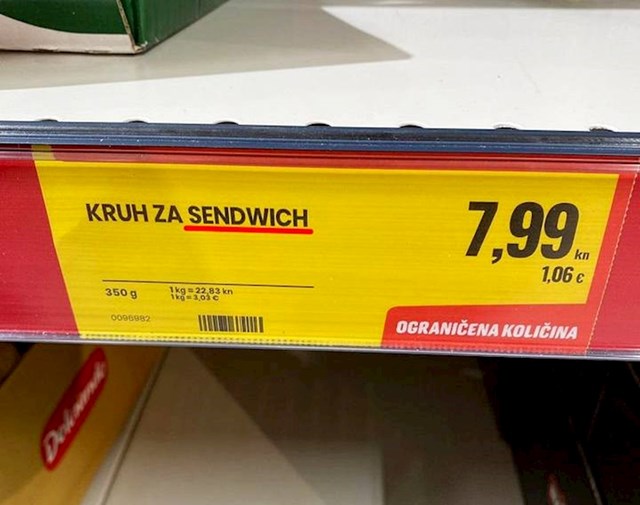 KRUH ZA SENDWICH
7,99 kn
1,06 €
350 g
1 kg = 22,83 kn
1 kg = 3,03 €
0096982
OGRANIČENA KOLIČINA